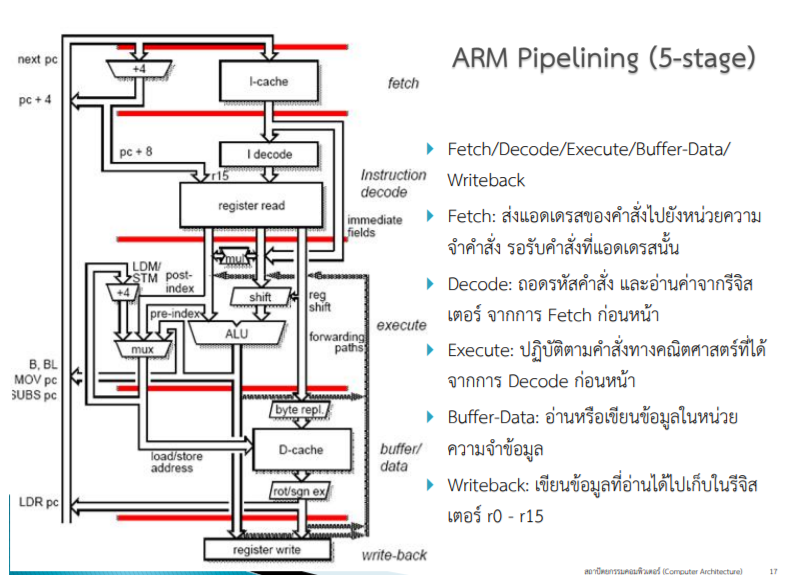 ARM Pipelining (5-stage)
next pc
+4
I-cache
fetch
pc + 4
pc + 8
I decode
Instruction
decode
r15
register read
immediate
fields
mul
LDM/
STM
post-
index
+4
shift
reg
shift
pre-index
ALU
execute
forwarding
paths
mux
B, BL
MOV pc
SUBS pc
byte repl.
D-cache
buffer/
data
load/store
address
rot/sgn ex
LDR pc
register write
write-back
Fetch/Decode/Execute/Buffer-Data/
Writeback
Fetch: ส่งแอดเดรสของคำสั่งไปยังหน่วยความ
จำคำสั่ง รอรับคำสั่งที่แอดเดรสนั้น
Decode: ถอดรหัสคำสั่ง และอ่านค่าจากรีจิส
เตอร์ จากการ Fetch ก่อนหน้า
Execute: ปฏิบัติตามคำสั่งทางคณิตศาสตร์ที่ได้
จากการ Decode ก่อนหน้า
Buffer-Data: อ่านหรือเขียนข้อมูลในหน่วย
ความจำข้อมูล
Writeback: เขียนข้อมูลที่อ่านได้ไปเก็บในรีจิส
เตอร์ r0 - r15
สถาปัตยกรรมคอมพิวเตอร์ (Computer Architecture)
17